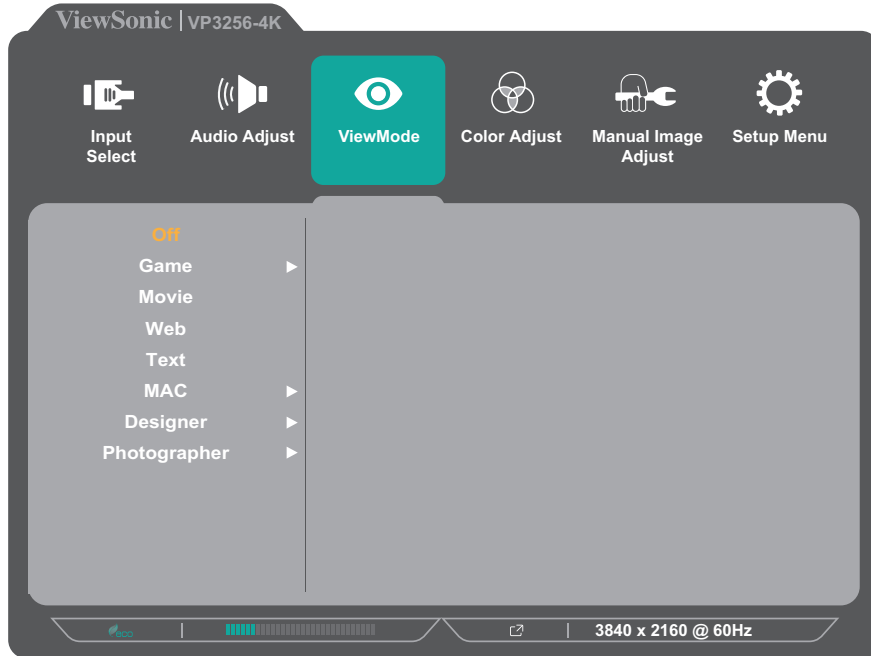 ViewSonic | VP3256-4K
Input
Select
Audio Adjust
ViewMode
Color Adjust
Manual Image
Adjust
Setup Menu
Off
Game
Movie
Web
Text
MAC
Designer
Photographer
eco
3840 x 2160 @ 60Hz